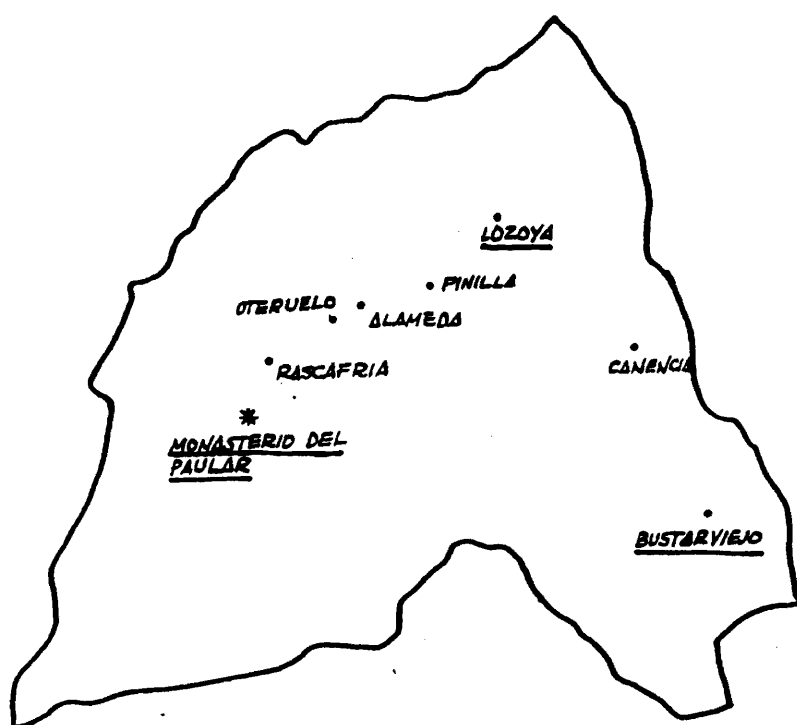 LOZOYA
PINILLA
OTERUELO
ALAMEDA
CANENCIA
RASCAFRIA
MONASTERIO DEL
PAULAR
BUSTARVIEJO